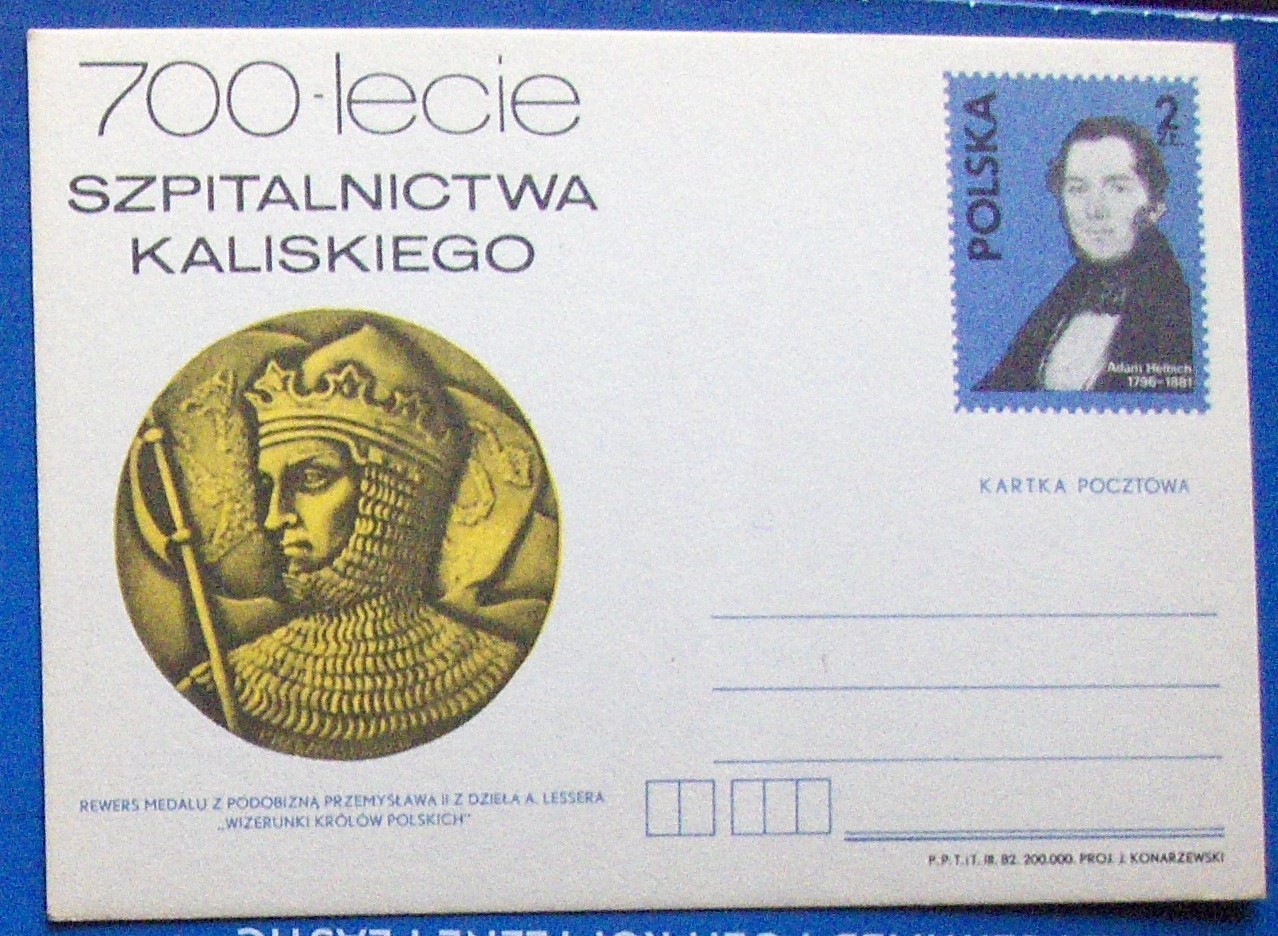 700-lecie
SZPITALNICTWA
KALISKIEGO
POLSKA
2
ZŁ.
Adam Helbich
1796-1881
KARTKA POCZTOWA
REWERS MEDALU Z PODOBIZNĄ PRZEMYSŁAWA II Z DZIEŁA A. LESSERA
„WIZERUNKI KRÓLÓW POLSKICH"
P.P.T.iT. III. 82. 200.000. PROJ. J. KONARZEWSKI